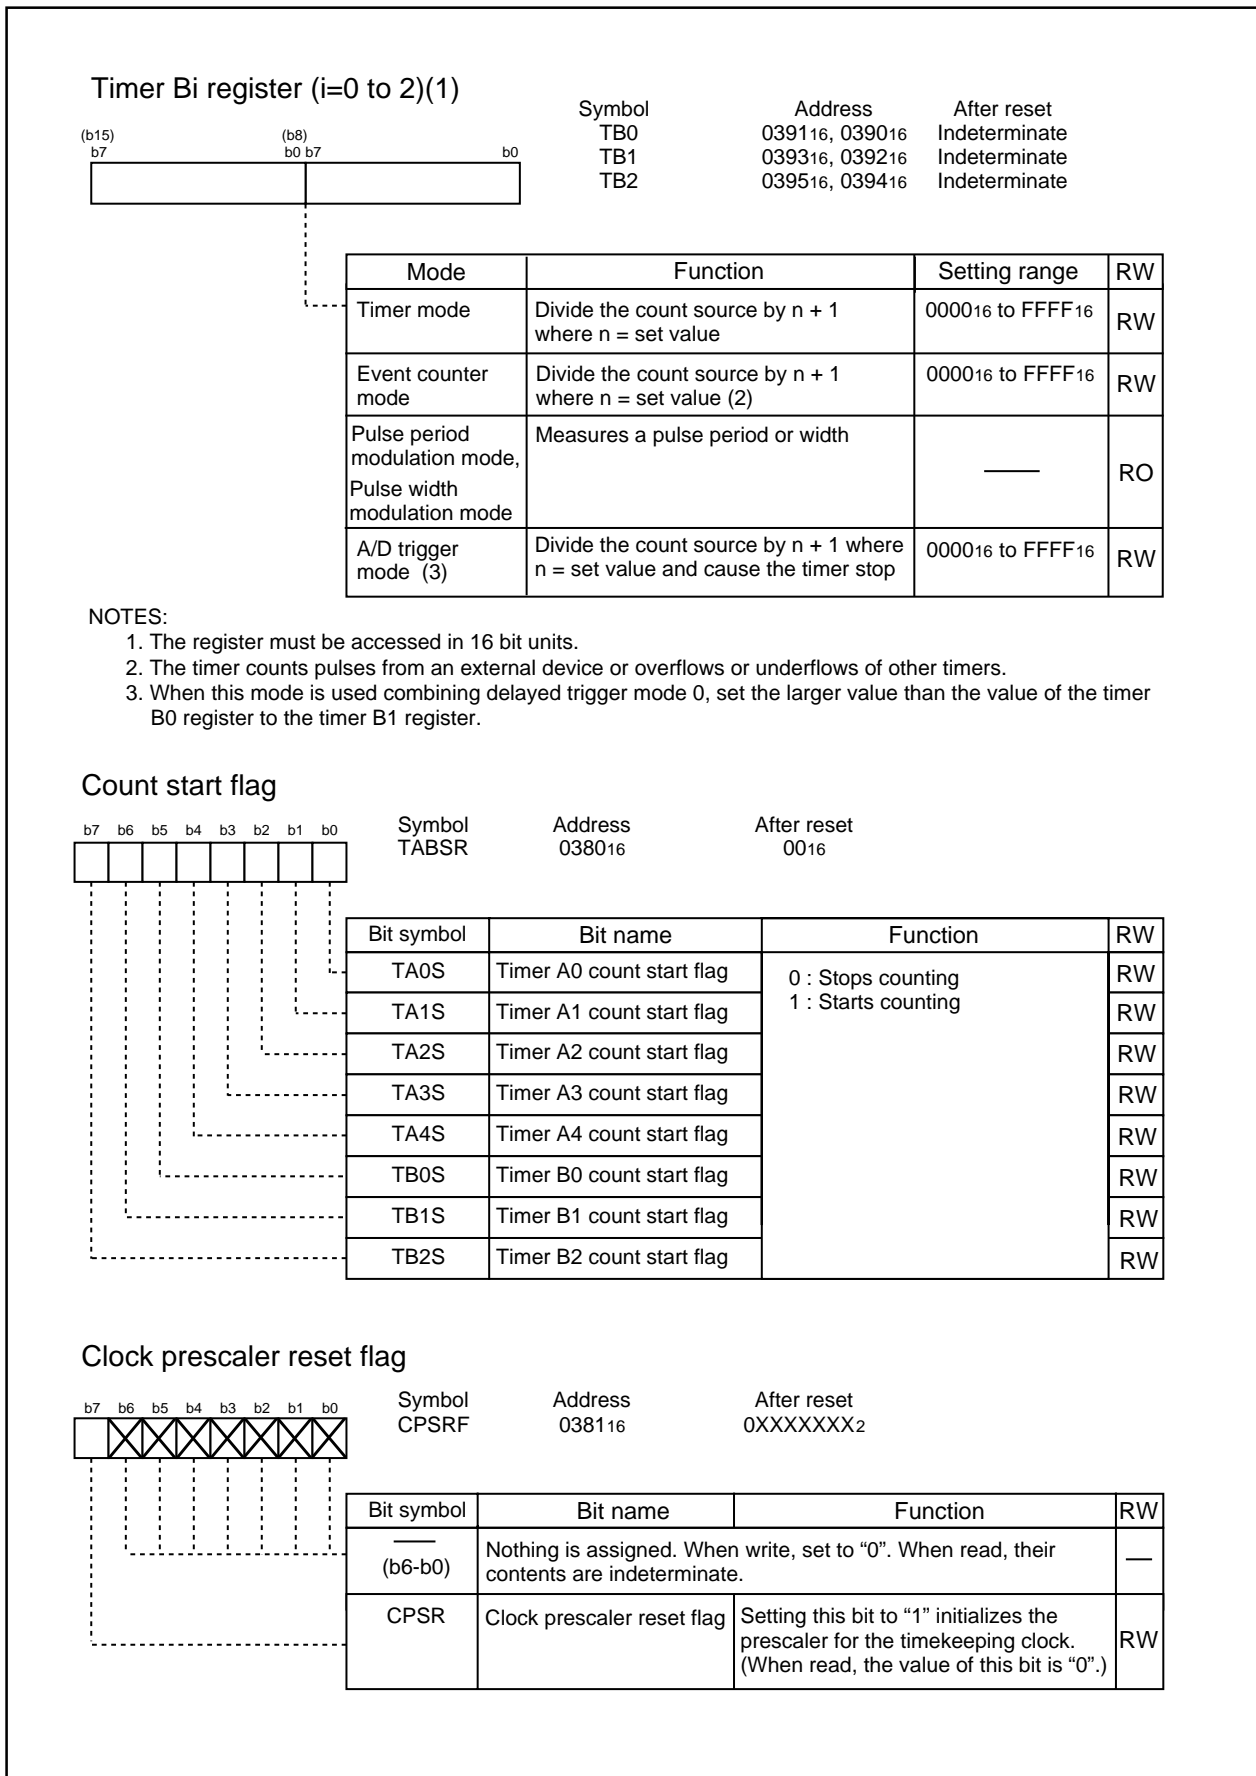 Timer Bi register (i=0 to 2)(1)
Symbol Address After reset
TB0 039116, 039016 Indeterminate
TB1 039316, 039216 Indeterminate
TB2 039516, 039416 Indeterminate
(b15) (b8)
b7 b0 b7 b0
Mode Function Setting range RW
Timer mode Divide the count source by n + 1 000016 to FFFF16 RW
where n = set value
Event counter Divide the count source by n + 1 000016 to FFFF16 RW
mode where n = set value (2)
Pulse period Measures a pulse period or width
modulation mode,
Pulse width
modulation mode
RO
A/D trigger Divide the count source by n + 1 where 000016 to FFFF16 RW
mode (3) n = set value and cause the timer stop
NOTES:
1. The register must be accessed in 16 bit units.
2. The timer counts pulses from an external device or overflows or underflows of other timers.
3. When this mode is used combining delayed trigger mode 0, set the larger value than the value of the timer
B0 register to the timer B1 register.
Count start flag
b7 b6 b5 b4 b3 b2 b1 b0
Symbol Address After reset
TABSR 038016 0016
Bit symbol Bit name Function RW
TA0S Timer A0 count start flag 0 : Stops counting RW
1 : Starts counting
TA1S Timer A1 count start flag RW
TA2S Timer A2 count start flag RW
TA3S Timer A3 count start flag RW
TA4S Timer A4 count start flag RW
TB0S Timer B0 count start flag RW
TB1S Timer B1 count start flag RW
TB2S Timer B2 count start flag RW
Clock prescaler reset flag
b7 b6 b5 b4 b3 b2 b1 b0
Symbol Address After reset
CPSRF 038116 0XXXXXXX2
Bit symbol Bit name Function RW
(b6-b0) Nothing is assigned. When write, set to “0”. When read, their —
contents are indeterminate.
CPSR Clock prescaler reset flag Setting this bit to “1” initializes the
prescaler for the timekeeping clock. RW
(When read, the value of this bit is “0”.)